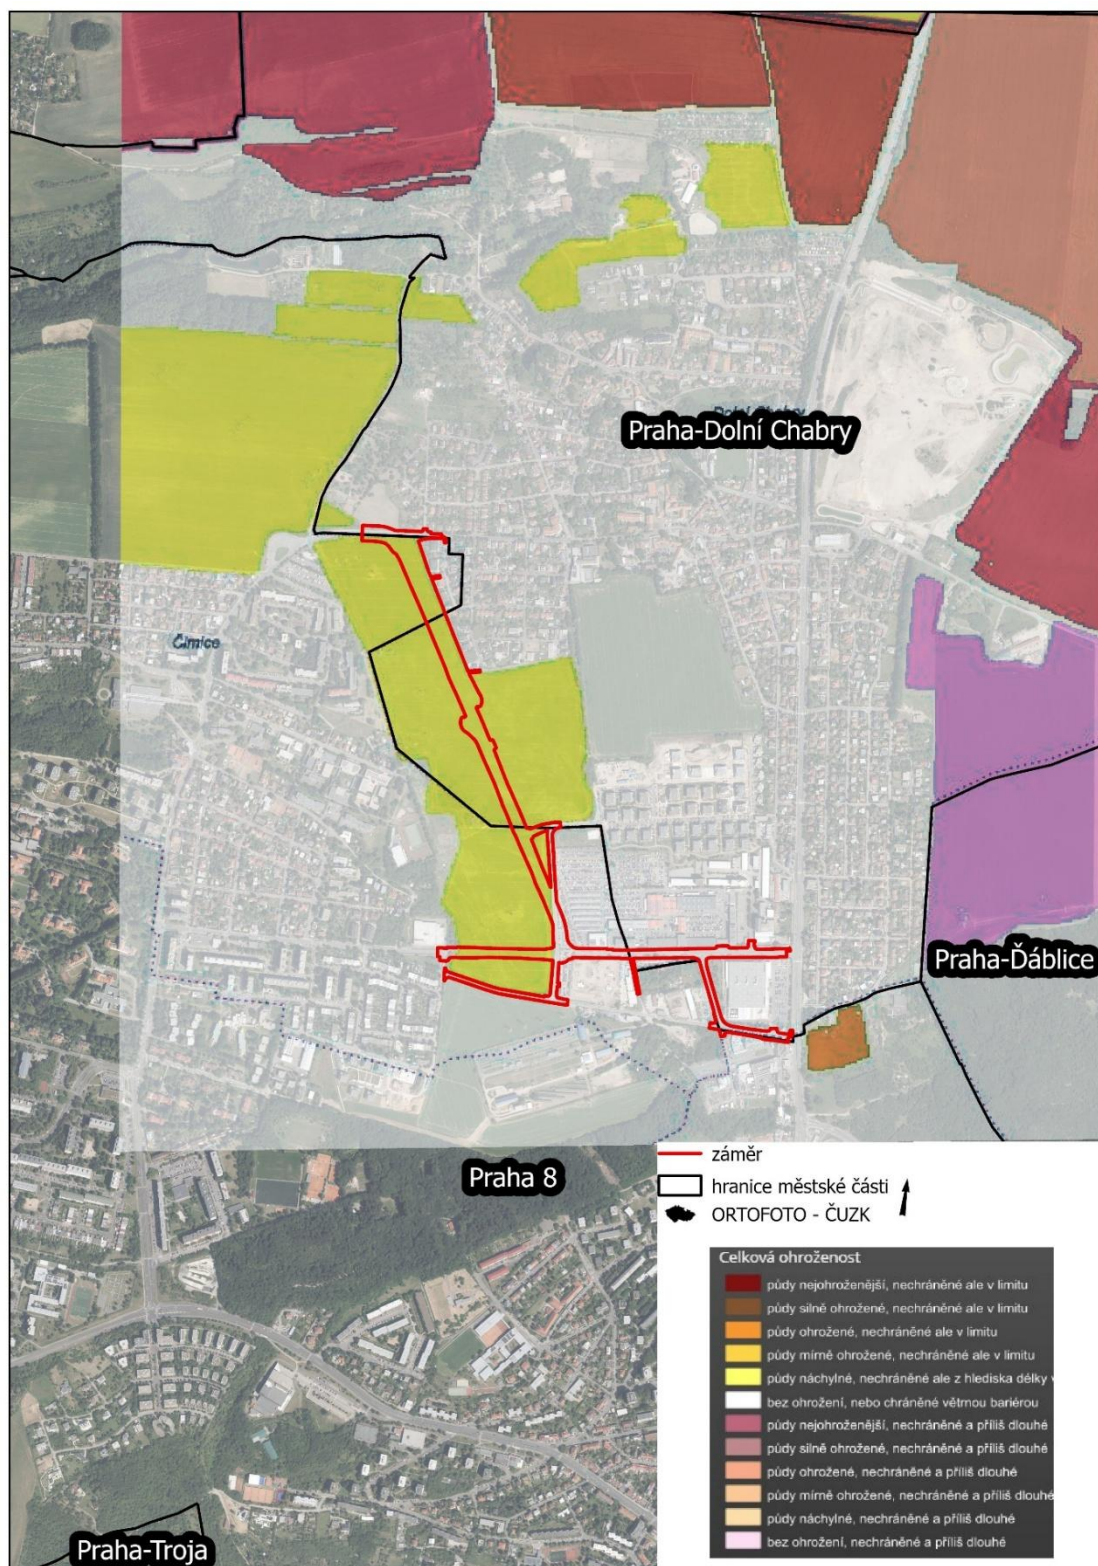 Dolní Chabry
Praha-Dolní Chabry
Čimice
Praha-Ďáblice
Praha 8
záměr
hranice městské části
ORTOFOTO - ČUZK
Celková ohroženost
půdy nejohroženější, nechráněné ale v limitu
půdy silně ohrožené, nechráněné ale v limitu
půdy ohrožené, nechráněné ale v limitu
půdy mírně ohrožené, nechráněné ale v limitu
půdy náchylné, nechráněné ale z hlediska délky v
bez ohrožení, nebo chráněné větrnou bariérou
půdy nejohroženější, nechráněné a příliš dlouhé
půdy silně ohrožené, nechráněné a příliš dlouhé
půdy ohrožené, nechráněné a příliš dlouhé
půdy mírně ohrožené, nechráněné a příliš dlouhé
půdy náchylné, nechráněné a příliš dlouhé
bez ohrožení, nechráněné a příliš dlouhé
Praha-Troja